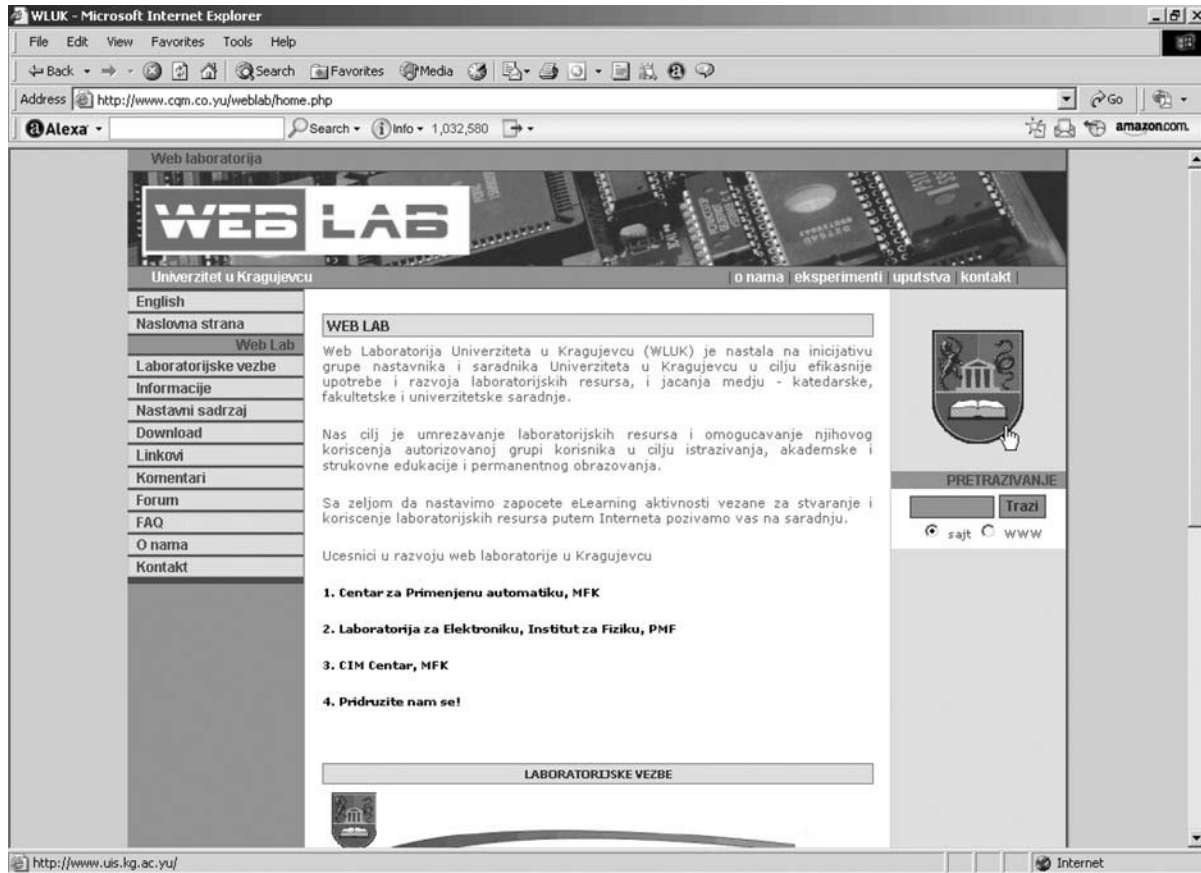 WLUK - Microsoft Internet Explorer
File Edit View Favorites Tools Help
Back Search Favorites Media
Address http://www.cqm.co.yu/weblab/home.php Go
Alexa Search Info 1,032,580 amazon.com.
Web laboratorija
WEB LAB
Univerzitet u Kragujevcu | o nama | eksperimenti | uputstva | kontakt |
English
Naslovna strana
Web Lab
Laboratorijske vezbe
Informacije
Nastavni sadrzaj
Download
Linkovi
Komentari
Forum
FAQ
O nama
Kontakt
WEB LAB
Web Laboratorija Univerziteta u Kragujevcu (WLUK) je nastala na inicijativu
grupe nastavnika i saradnika Univerziteta u Kragujevcu u cilju efikasnije
upotrebe i razvoja laboratorijskih resursa, i jacanja medju - katedarske,
fakultetske i univerzitetske saradnje.
Nas cilj je umrezavanje laboratorijskih resursa i omogucavanje njihovog
koriscenja autorizovanoj grupi korisnika u cilju istrazivanja, akademske i
strukovne edukacije i permanentnog obrazovanja.
Sa zeljom da nastavimo zapocete eLearning aktivnosti vezane za stvaranje i
koriscenje laboratorijskih resursa putem Interneta pozivamo vas na saradnju.
Ucesnici u razvoju web laboratorije u Kragujevcu
1. Centar za Primenjenu automatiku, MFK
2. Laboratorija za Elektroniku, Institut za Fiziku, PMF
3. CIM Centar, MFK
4. Pridruzite nam se!
LABORATORIJSKE VEZBE
PRETRAZIVANJE
Trazi
sajt WWW
http://www.uis.kg.ac.yu/ Internet